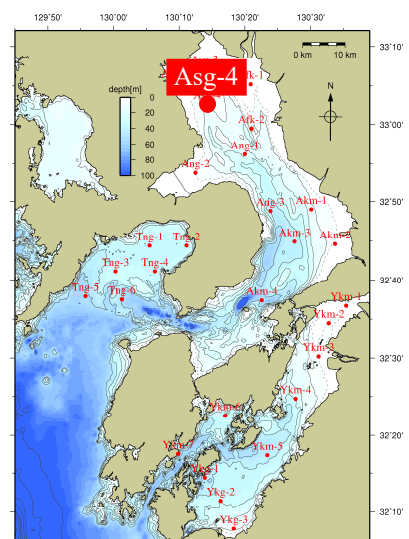 129˚50' 130˚00' 130˚10' 130˚20' 130˚30'
33˚10'
33˚00'
32˚50'
32˚40'
32˚30'
32˚20'
32˚10'
0 km 10 km
N
depth[m]
0
20
40
60
80
100
Asg-4
Afk-2
Ang-2
Ang-3
Akm-1
Akm-2
Akm-3
Akm-4
Tng-1
Tng-2
Tng-3
Tng-4
Tng-5
Tng-6
Ykm-1
Ykm-2
Ykm-3
Ykm-4
Ykm-5
Ykg-1
Ykg-2
Ykg-3